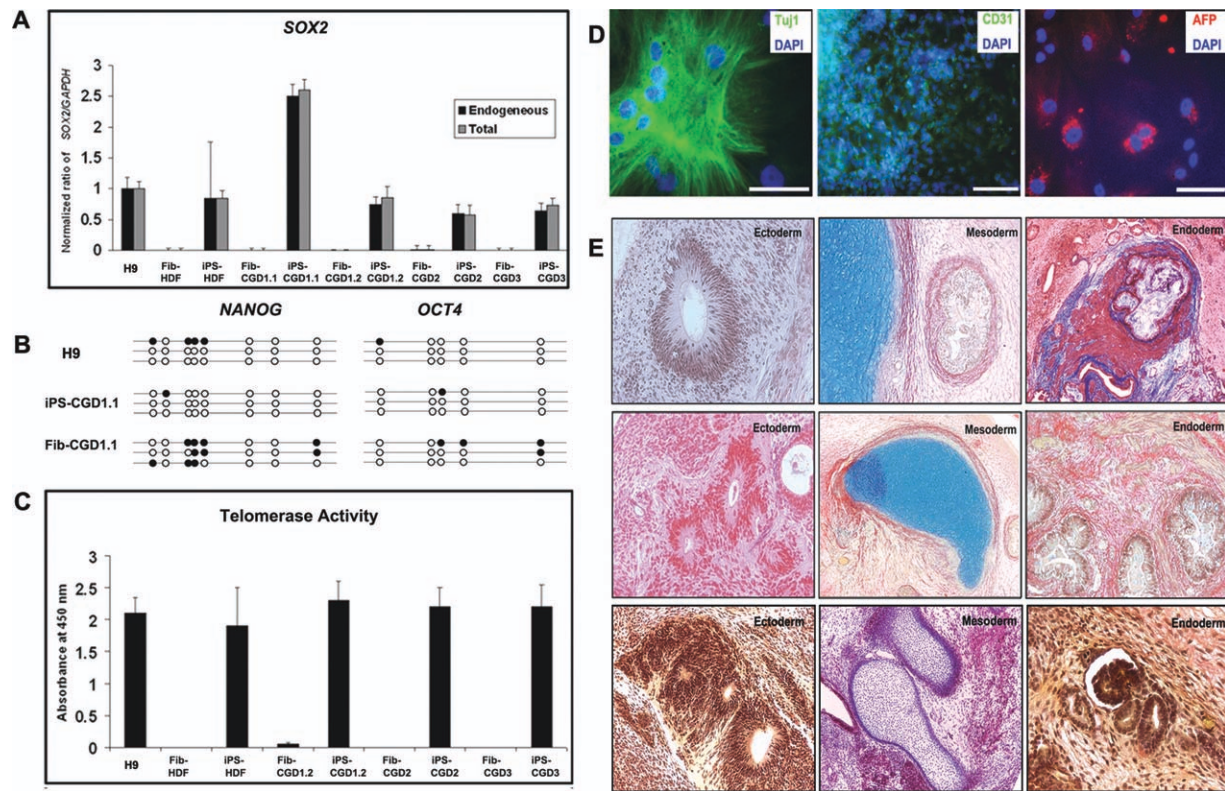 A
SOX2
Normalized ratio of SOX2/GAPDH
3
2.5
2
1.5
1
0.5
0
Endogeneous
Total
H9
Fib-
HDF
iPS-
HDF
Fib-
CGD1.1
iPS-
CGD1.1
Fib-
CGD1.2
iPS-
CGD1.2
Fib-
CGD2
iPS-
CGD2
Fib-
CGD3
iPS-
CGD3
NANOG
OCT4
B
H9
iPS-CGD1.1
Fib-CGD1.1
C
Telomerase Activity
Absorbance at 450 nm
3
2.5
2
1.5
1
0.5
0
H9
Fib-
HDF
iPS-
HDF
Fib-
CGD1.2
iPS-
CGD1.2
Fib-
CGD2
iPS-
CGD2
Fib-
CGD3
iPS-
CGD3
D
Tuj1
DAPI
CD31
DAPI
AFP
DAPI
E
Ectoderm
Mesoderm
Endoderm
Ectoderm
Mesoderm
Endoderm
Ectoderm
Mesoderm
Endoderm